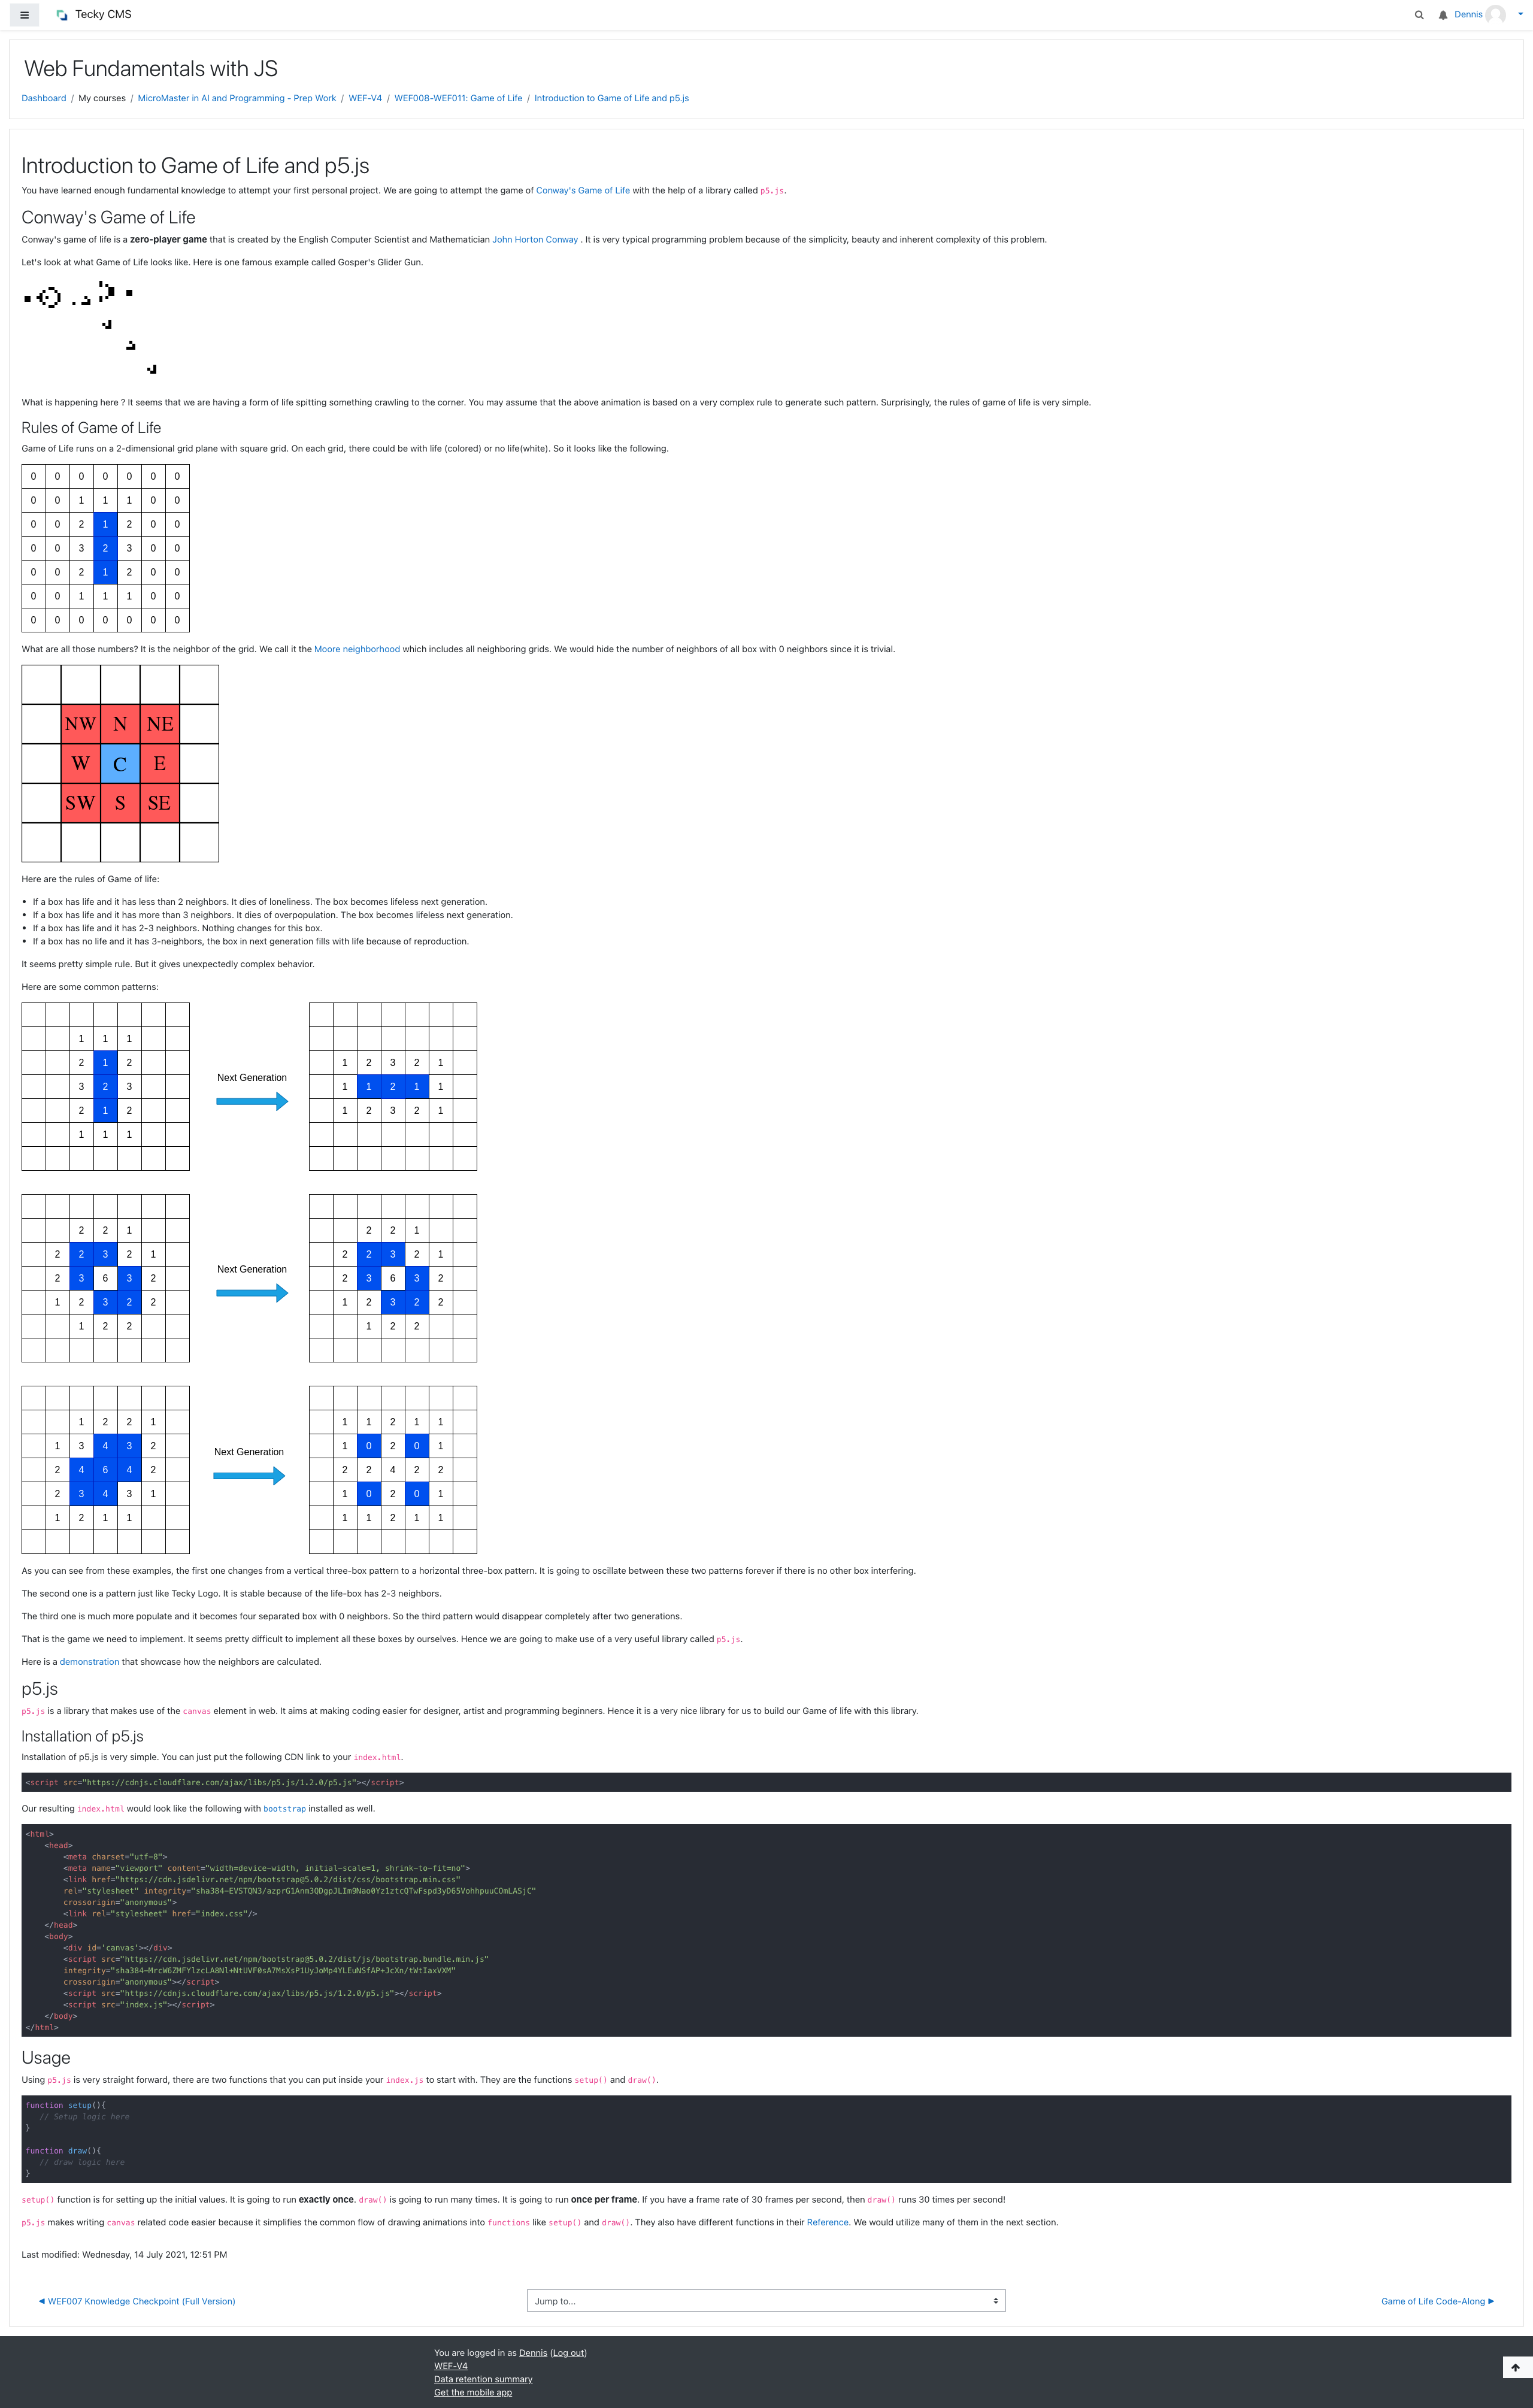 Tecky CMS
Dennis
Web Fundamentals with JS
Dashboard / My courses / MicroMaster in AI and Programming - Prep Work / WEF-V4 / WEF008-WEF011: Game of Life / Introduction to Game of Life and p5.js
Introduction to Game of Life and p5.js
You have learned enough fundamental knowledge to attempt your first personal project. We are going to attempt the game of Conway's Game of Life with the help of a library called p5.js.
Conway's Game of Life
Conway's game of life is a zero-player game that is created by the English Computer Scientist and Mathematician John Horton Conway . It is very typical programming problem because of the simplicity, beauty and inherent complexity of this problem.
Let's look at what Game of Life looks like. Here is one famous example called Gosper's Glider Gun.
What is happening here ? It seems that we are having a form of life spitting something crawling to the corner. You may assume that the above animation is based on a very complex rule to generate such pattern. Surprisingly, the rules of game of life is very simple.
Rules of Game of Life
Game of Life runs on a 2-dimensional grid plane with square grid. On each grid, there could be with life (colored) or no life(white). So it looks like the following.
0 0 0 0 0 0 0
0 0 1 1 1 0 0
0 0 2 1 2 0 0
0 0 3 2 3 0 0
0 0 2 1 2 0 0
0 0 1 1 1 0 0
0 0 0 0 0 0 0
What are all those numbers? It is the neighbor of the grid. We call it the Moore neighborhood which includes all neighboring grids. We would hide the number of neighbors of all box with 0 neighbors since it is trivial.
NW N NE
W C E
SW S SE
Here are the rules of Game of life:
• If a box has life and it has less than 2 neighbors. It dies of loneliness. The box becomes lifeless next generation.
• If a box has life and it has more than 3 neighbors. It dies of overpopulation. The box becomes lifeless next generation.
• If a box has life and it has 2-3 neighbors. Nothing changes for this box.
• If a box has no life and it has 3-neighbors, the box in next generation fills with life because of reproduction.
It seems pretty simple rule. But it gives unexpectedly complex behavior.
Here are some common patterns:
1 1 1
2 1 2
3 2 3
2 1 2
1 1 1
Next Generation
1 2 3 2 1
1 1 2 1 1
1 2 3 2 1
2 2 1
2 2 3 2 1
2 3 6 3 2
1 2 3 2 2
1 2 2
Next Generation
2 2 1
2 2 3 2 1
2 3 6 3 2
1 2 3 2 2
1 2 2
1 2 2 1
1 3 4 3 2
2 4 6 4 2
2 3 4 3 1
1 2 1 1
Next Generation
1 1 2 1 1
1 0 2 0 1
2 2 4 2 2
1 0 2 0 1
1 1 2 1 1
As you can see from these examples, the first one changes from a vertical three-box pattern to a horizontal three-box pattern. It is going to oscillate between these two patterns forever if there is no other box interfering.
The second one is a pattern just like Tecky Logo. It is stable because of the life-box has 2-3 neighbors.
The third one is much more populate and it becomes four separated box with 0 neighbors. So the third pattern would disappear completely after two generations.
That is the game we need to implement. It seems pretty difficult to implement all these boxes by ourselves. Hence we are going to make use of a very useful library called p5.js.
Here is a demonstration that showcase how the neighbors are calculated.
p5.js
p5.js is a library that makes use of the canvas element in web. It aims at making coding easier for designer, artist and programming beginners. Hence it is a very nice library for us to build our Game of life with this library.
Installation of p5.js
Installation of p5.js is very simple. You can just put the following CDN link to your index.html.
<script src="https://cdnjs.cloudflare.com/ajax/libs/p5.js/1.2.0/p5.js"></script>
Our resulting index.html would look like the following with bootstrap installed as well.
<html>
<head>
<meta charset="utf-8">
<meta name="viewport" content="width=device-width, initial-scale=1, shrink-to-fit=no">
<link href="https://cdn.jsdelivr.net/npm/bootstrap@5.0.2/dist/css/bootstrap.min.css"
rel="stylesheet" integrity="sha384-EVSTQN3/azprG1Anm3QDgpJLIm9Nao0Yz1ztcQTwFspd3yD65VohhpuuCOmLASjC"
crossorigin="anonymous">
<link rel="stylesheet" href="index.css"/>
</head>
<body>
<div id='canvas'></div>
<script src="https://cdn.jsdelivr.net/npm/bootstrap@5.0.2/dist/js/bootstrap.bundle.min.js"
integrity="sha384-MrcW6ZMFYlzcLA8Nl+NtUVF0sA7MsXsP1UyJoMp4YLEuNSfAP+JcXn/tWtIaxVXM"
crossorigin="anonymous"></script>
<script src="https://cdnjs.cloudflare.com/ajax/libs/p5.js/1.2.0/p5.js"></script>
<script src="index.js"></script>
</body>
</html>
Usage
Using p5.js is very straight forward, there are two functions that you can put inside your index.js to start with. They are the functions setup() and draw().
function setup(){
// Setup logic here
}
function draw(){
// draw logic here
}
setup() function is for setting up the initial values. It is going to run exactly once. draw() is going to run many times. It is going to run once per frame. If you have a frame rate of 30 frames per second, then draw() runs 30 times per second!
p5.js makes writing canvas related code easier because it simplifies the common flow of drawing animations into functions like setup() and draw(). They also have different functions in their Reference. We would utilize many of them in the next section.
Last modified: Wednesday, 14 July 2021, 12:51 PM
◀ WEF007 Knowledge Checkpoint (Full Version)
Jump to...
Game of Life Code-Along ▶
You are logged in as Dennis (Log out)
WEF-V4
Data retention summary
Get the mobile app